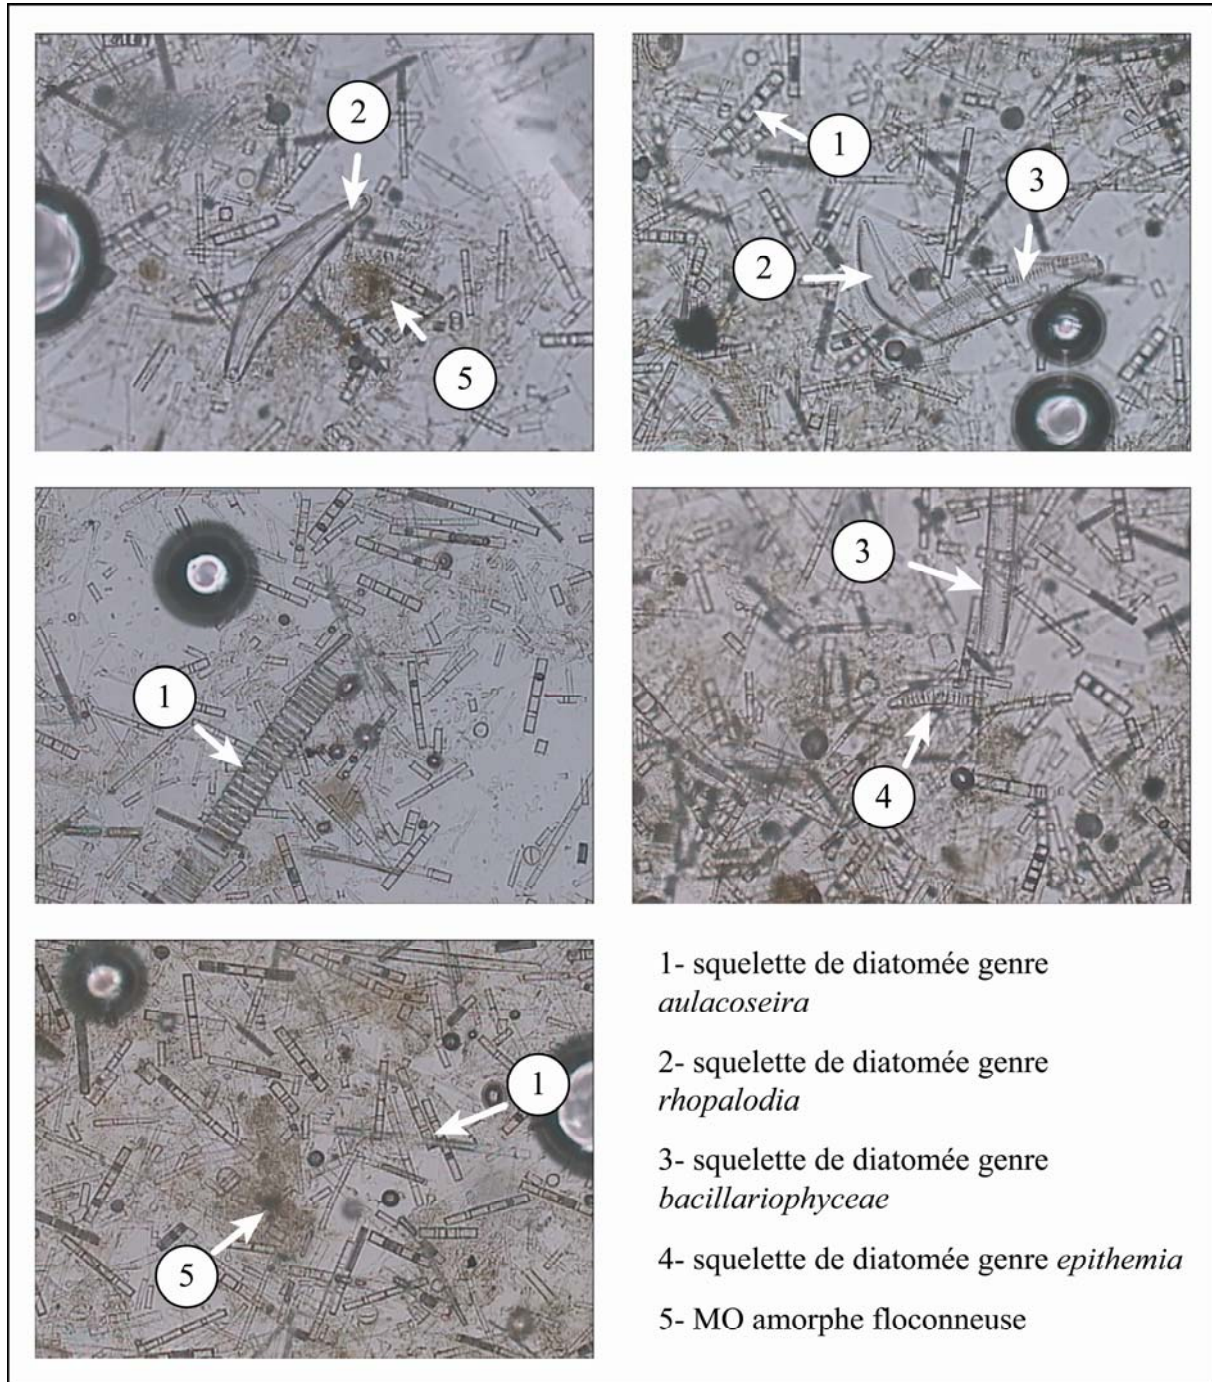 2
5
1
3
2
1
3
4
1
5
1- squelette de diatomée genre
aulacoseira
2- squelette de diatomée genre
rhopalodia
3- squelette de diatomée genre
bacillariophyceae
4- squelette de diatomée genre epithemia
5- MO amorphe floconneuse